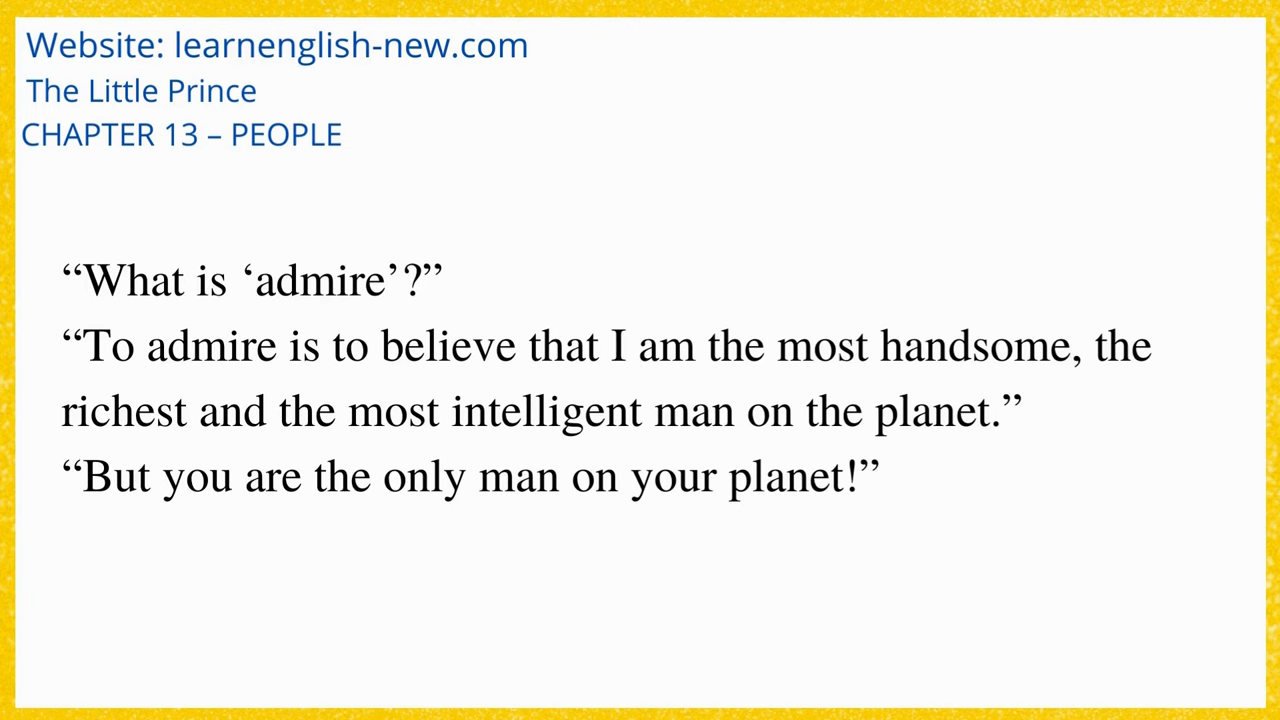 Website: learnenglish-new.com
The Little Prince
CHAPTER 13 – PEOPLE
“What is ‘admire’?”
“To admire is to believe that I am the most handsome, the
richest and the most intelligent man on the planet.”
“But you are the only man on your planet!”